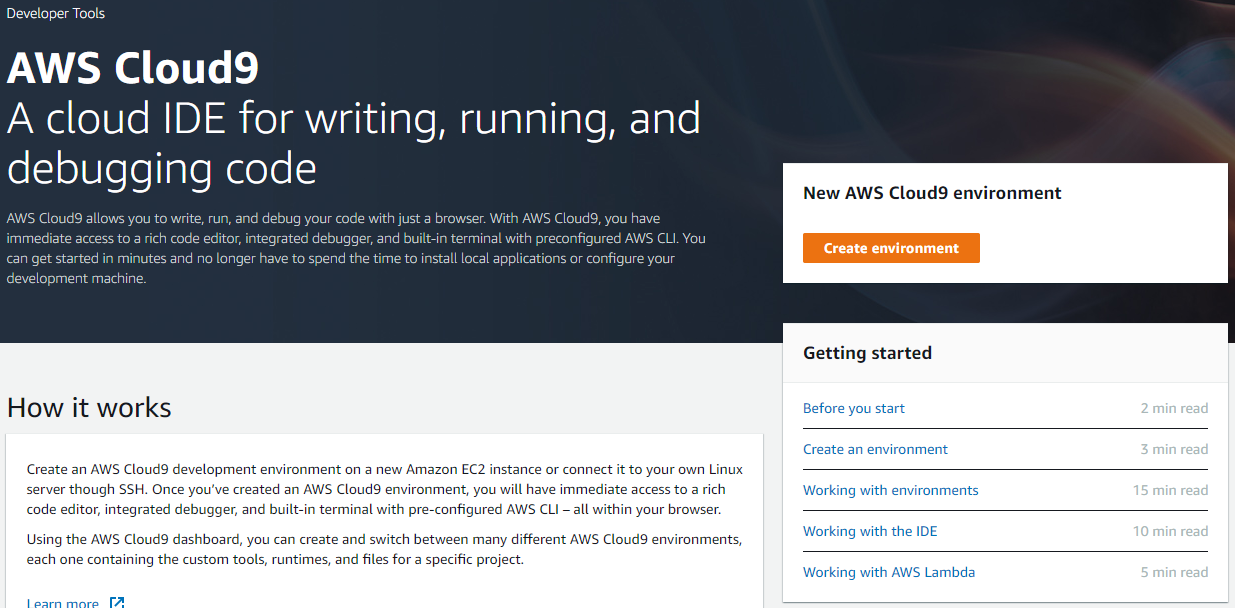 Developer Tools
AWS Cloud9
A cloud IDE for writing, running, and
debugging code
AWS Cloud9 allows you to write, run, and debug your code with just a browser. With AWS Cloud9, you have
immediate access to a rich code editor, integrated debugger, and built-in terminal with preconfigured AWS CLI. You
can get started in minutes and no longer have to spend the time to install local applications or configure your
development machine.
New AWS Cloud9 environment
Create environment
How it works
Create an AWS Cloud9 development environment on a new Amazon EC2 instance or connect it to your own Linux
server though SSH. Once you've created an AWS Cloud9 environment, you will have immediate access to a rich
code editor, integrated debugger, and built-in terminal with pre-configured AWS CLI – all within your browser.
Using the AWS Cloud9 dashboard, you can create and switch between many different AWS Cloud9 environments,
each one containing the custom tools, runtimes, and files for a specific project.
Learn more
Getting started
Before you start 2 min read
Create an environment 3 min read
Working with environments 15 min read
Working with the IDE 10 min read
Working with AWS Lambda 5 min read